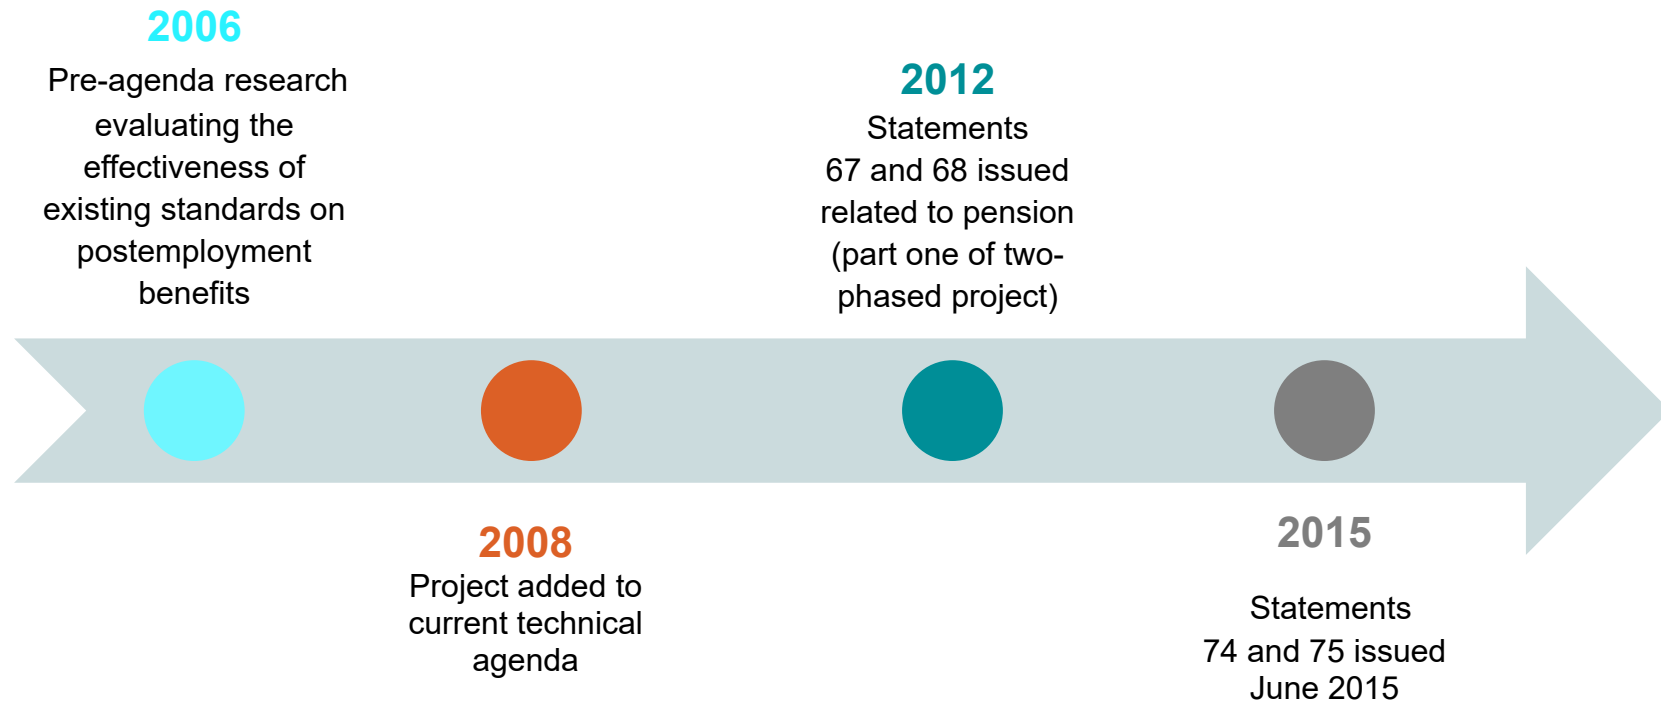 2006
Pre-agenda research
evaluating the
effectiveness of
existing standards on
postemployment
benefits
2008
Project added to
current technical
agenda
2012
Statements
67 and 68 issued
related to pension
(part one of two-
phased project)
2015
Statements
74 and 75 issued
June 2015